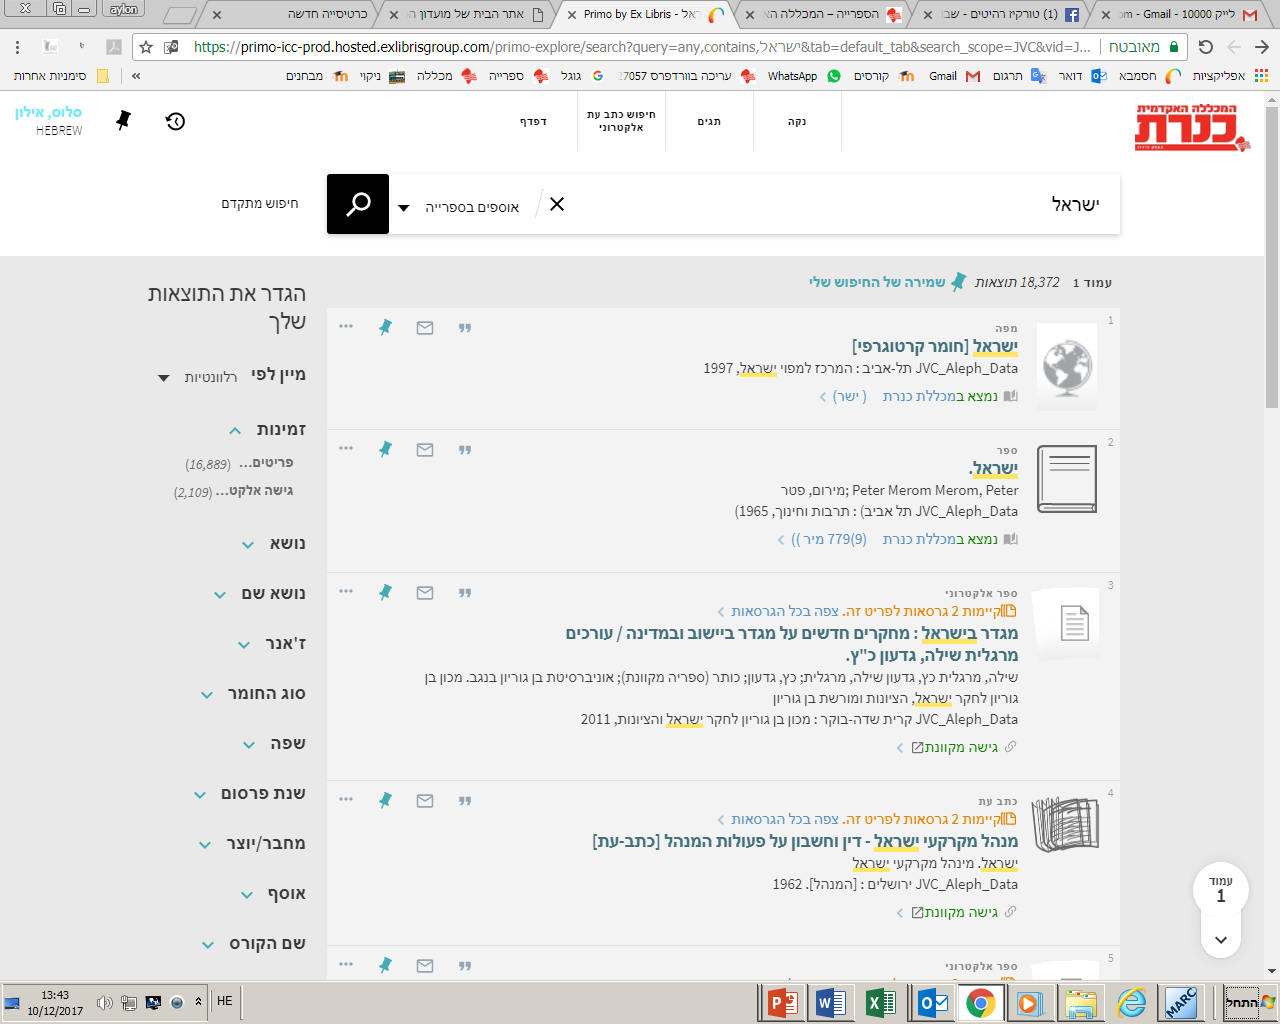 aylon
לייק 10000 - Gmail - om
(1) טורקיז רהיטים - שבו
הספרייה – המכללה הא
Primo by Ex Libris - ראל
אתר הבית של מועדון הו
כרטיסייה חדשה
מאובטח
https://primo-icc-prod.hosted.exlibrisgroup.com/primo-explore/search?query=any,contains,ישראל&tab=default_tab&search_scope=JVC&vid=J...
אפליקציות חסמבא דואר תרגום Gmail קורסים WhatsApp עריכה בוורדפרס 27057 גוגל ספרייה מכללה ניקוי מבחנים » סימניות אחרות
המכללה האקדמית
כנרת
נקה
תגים
חיפוש כתב עת
אלקטרוני
דפדף
סלוס, אילון
HEBREW
ישראל
אוספים בספרייה
חיפוש מתקדם
עמוד 1 18,372 תוצאות שמירה של החיפוש שלי
1
מפה
ישראל [חומר קרטוגרפי]
JVC_Aleph_Data תל-אביב : המרכז למפוי ישראל, 1997
נמצא במכללת כנרת ( ישר)
2
ספר
ישראל.
Peter Merom Merom, Peter ;מירום, פטר
JVC_Aleph_Data תל אביב) : תרבות וחינוך, 1965)
נמצא במכללת כנרת (9)779 מיר ))
3
ספר אלקטרוני
קיימות 2 גרסאות לפריט זה. צפה בכל הגרסאות
מגדר בישראל : מחקרים חדשים על מגדר ביישוב ובמדינה / עורכים
מרגלית שילה, גדעון כ"ץ.
שילה, מרגלית כץ, גדעון שילה, מרגלית; כץ, גדעון; כותר (ספריה מקוונת); אוניברסיטת בן גוריון בנגב. מכון בן
גוריון לחקר ישראל, הציונות ומורשת בן גוריון
JVC_Aleph_Data קרית שדה-בוקר : מכון בן גוריון לחקר ישראל והציונות, 2011
גישה מקוונת
4
כתב עת
קיימות 2 גרסאות לפריט זה. צפה בכל הגרסאות
מנהל מקרקעי ישראל - דין וחשבון על פעולות המנהל [כתב-עת]
ישראל. מינהל מקרקעי ישראל
JVC_Aleph_Data ירושלים : [המנהל]. 1962
גישה מקוונת
5
ספר אלקטרוני
הגדר את התוצאות
שלך
מיין לפי רלוונטיות
זמינות
פריטים... (16,889)
גישה אלקט... (2,109)
נושא
נושא שם
ז'אנר
סוג החומר
שפה
שנת פרסום
מחבר/יוצר
אוסף
שם הקורס
עמוד
1
התחל
MARC
HE
13:43
10/12/2017